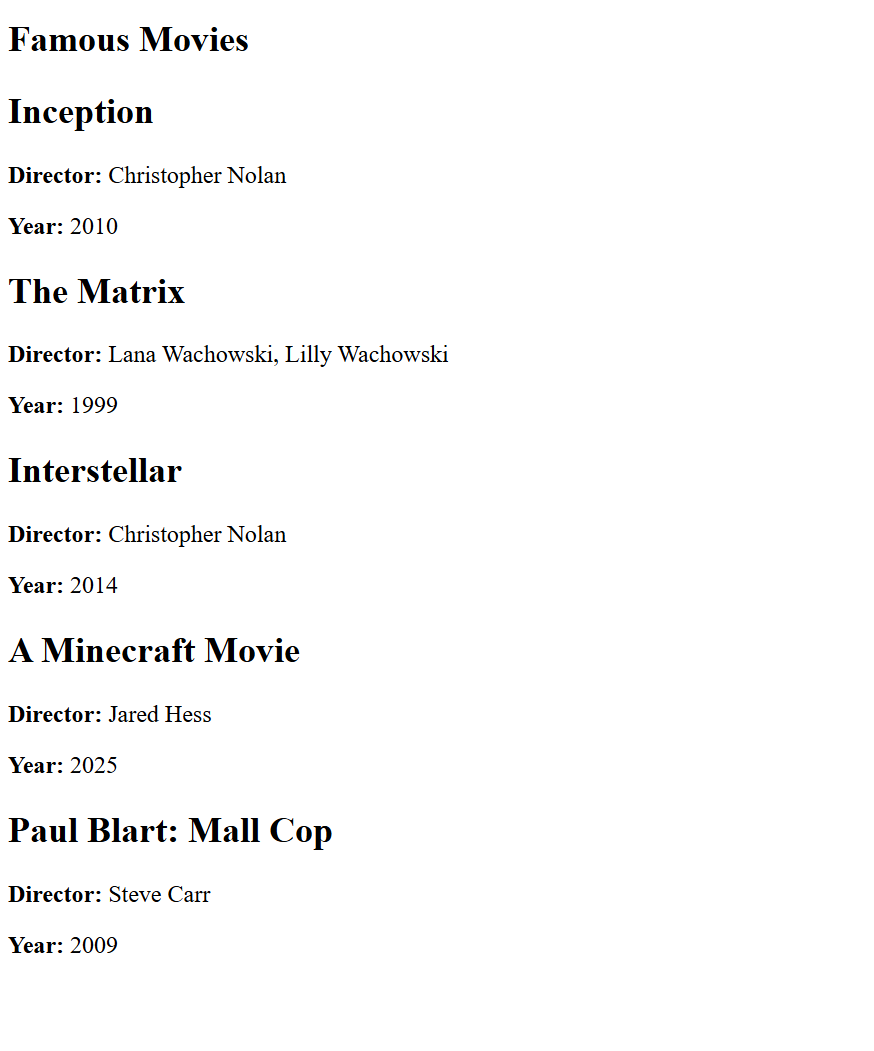 Famous Movies
Inception
Director: Christopher Nolan
Year: 2010
The Matrix
Director: Lana Wachowski, Lilly Wachowski
Year: 1999
Interstellar
Director: Christopher Nolan
Year: 2014
A Minecraft Movie
Director: Jared Hess
Year: 2025
Paul Blart: Mall Cop
Director: Steve Carr
Year: 2009